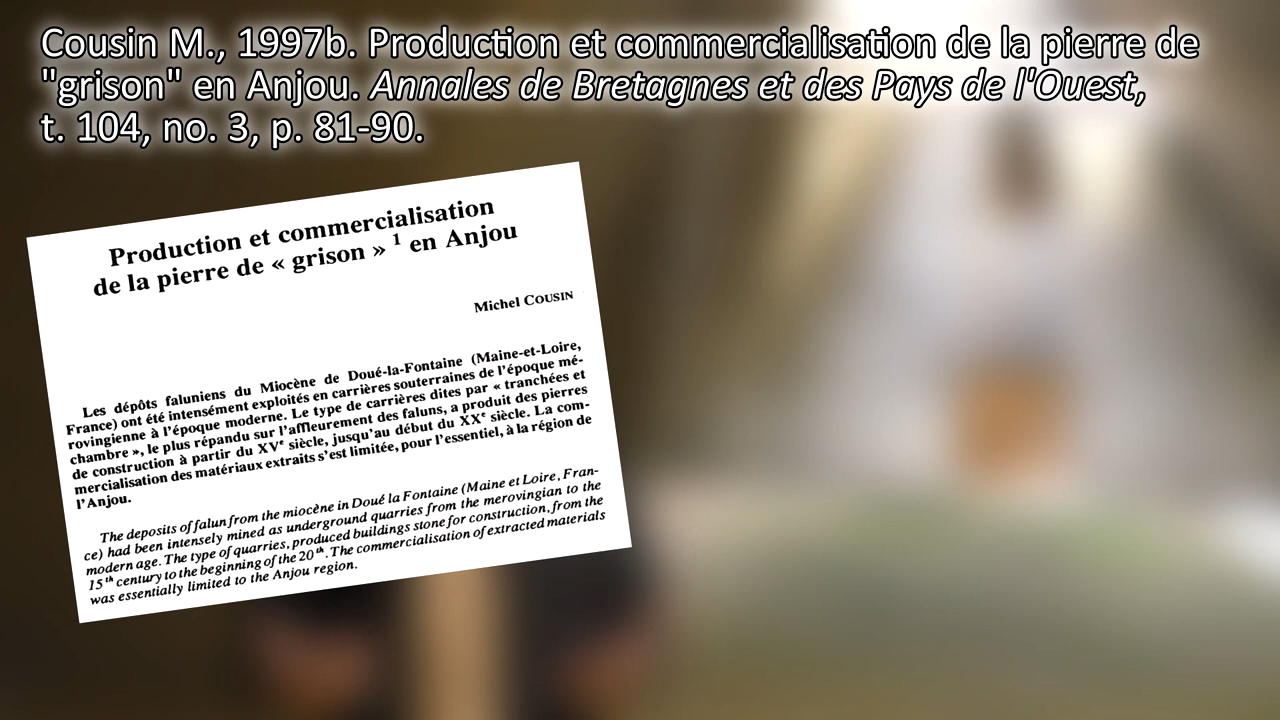 Cousin M., 1997b. Production et commercialisation de la pierre de
"grison" en Anjou. Annales de Bretagnes et des Pays de l'Ouest,
t. 104, no. 3, p. 81-90.
Production et commercialisation
de la pierre de « grison » 1 en Anjou
Michel COUSIN
Les dépôts faluniens du Miocène de Doué-la-Fontaine (Maine-et-Loire,
France) ont été intensément exploités en carrières souterraines de l'époque mé-
rovingienne à l'époque moderne. Le type de carrières dites par « tranchées et
chambre », le plus répandu sur l'affleurement des faluns, a produit des pierres
de construction à partir du XVe siècle, jusqu'au début du XXe siècle. La com-
mercialisation des matériaux extraits s'est limitée, pour l'essentiel, à la région de
l'Anjou.
The deposits of falun from the miocène in Doué la Fontaine (Maine et Loire, Fran-
ce) had been intensely mined as underground quarries from the merovingian to the
modern age. The type of quarries, produced buildings stone for construction, from the
15th century to the beginning of the 20th. The commercialisation of extracted materials
was essentially limited to the Anjou region.